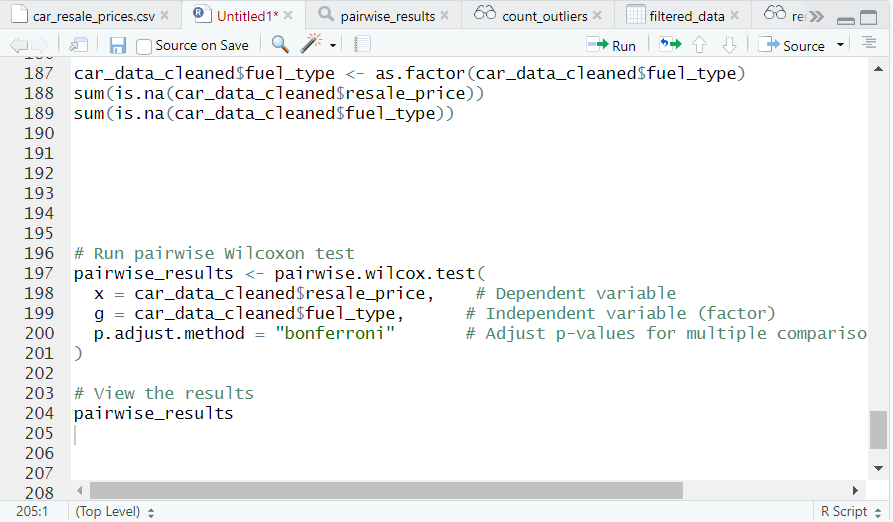 car_resale_prices.csv Untitled1* pairwise_results count_outliers filtered_data
Source on Save Run Source
187 car_data_cleaned$fuel_type <- as.factor(car_data_cleaned$fuel_type)
188 sum(is.na(car_data_cleaned$resale_price))
189 sum(is.na(car_data_cleaned$fuel_type))
190
191
192
193
194
195
196 # Run pairwise Wilcoxon test
197 pairwise_results <- pairwise.wilcox.test(
198   x = car_data_cleaned$resale_price,    # Dependent variable
199   g = car_data_cleaned$fuel_type,      # Independent variable (factor)
200   p.adjust.method = "bonferroni"       # Adjust p-values for multiple compariso
201 )
202
203 # View the results
204 pairwise_results
205
206
207
208
205:1 (Top Level) R Script